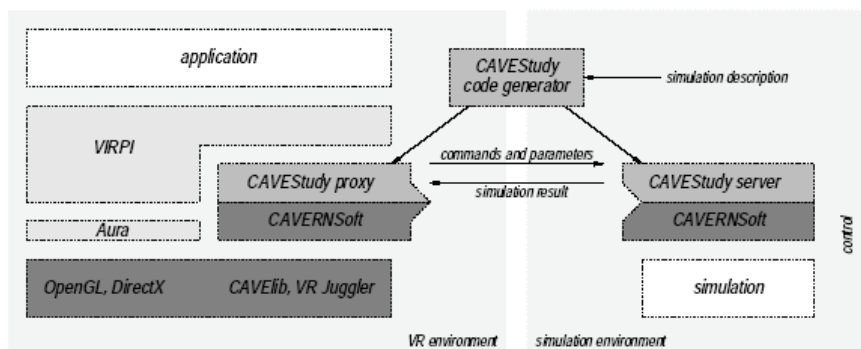 application
CAVEStudy
code generator
simulation description
VIRPI
commands and parameters
CAVEStudy proxy
simulation result
CAVEStudy server
CAVERNSoft
CAVERNSoft
Aura
control
OpenGL, DirectX
CAVElib, VR Juggler
simulation
VR environment
simulation environment